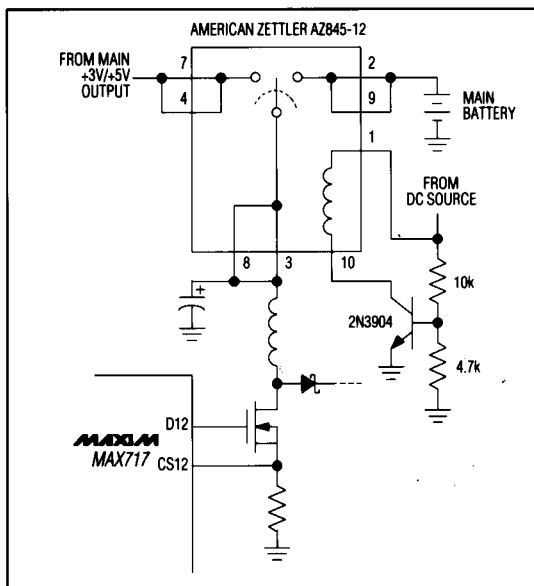 AMERICAN ZETTLER AZ845-12
FROM MAIN
+3V/+5V
OUTPUT
7
4
2
9
MAIN
BATTERY
1
FROM
DC SOURCE
8
3
10
10k
+
2N3904
4.7k
D12
MAXIM
MAX717
CS12